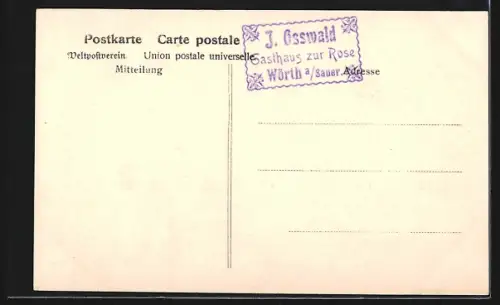 Postkarte Carte postale
Weltpostverein. Union postale universelle
Mitteilung
J. Osswald
Gasthaus zur Rose
Wörth a/Sauer.
Adresse